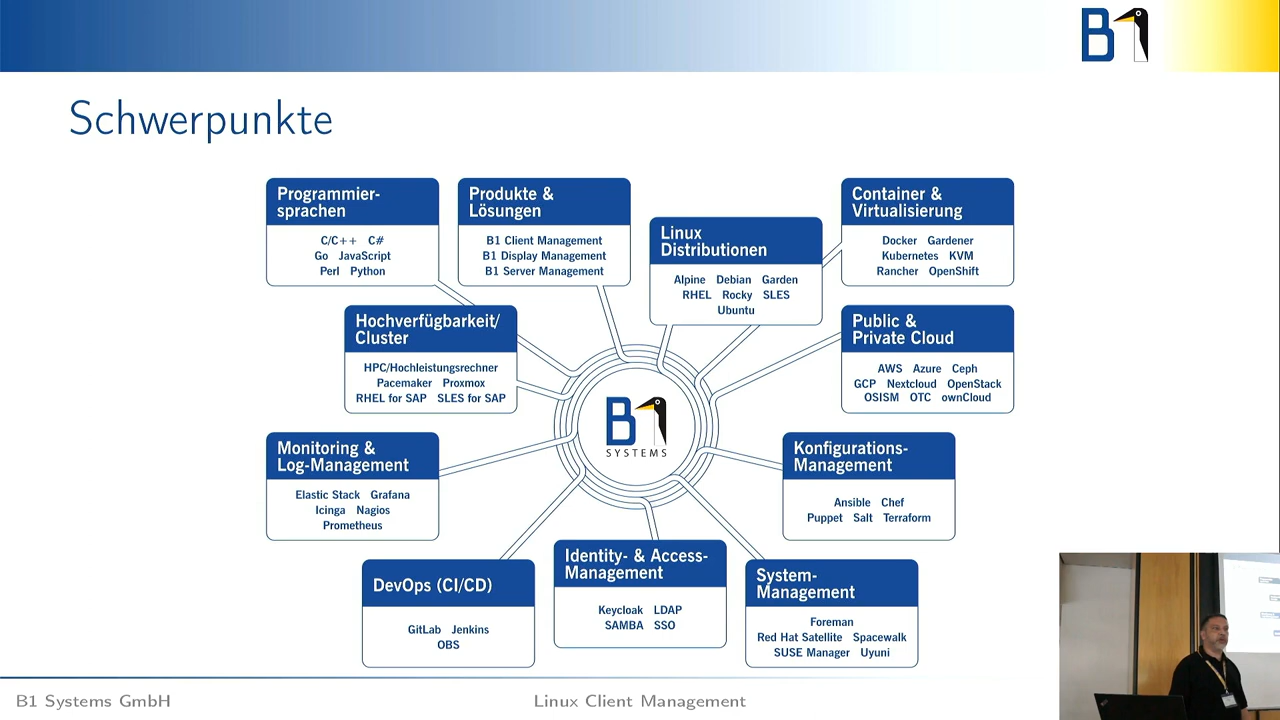 B1
Schwerpunkte
Programmier-
sprachen
C/C++ C#
Go JavaScript
Perl Python
Produkte &
Lösungen
B1 Client Management
B1 Display Management
B1 Server Management
Linux
Distributionen
Alpine Debian Garden
RHEL Rocky SLES
Ubuntu
Container &
Virtualisierung
Docker Gardener
Kubernetes KVM
Rancher OpenShift
Hochverfügbarkeit/
Cluster
HPC/Hochleistungsrechner
Pacemaker Proxmox
RHEL for SAP SLES for SAP
Public &
Private Cloud
AWS Azure Ceph
GCP Nextcloud OpenStack
OSISM OTC ownCloud
B1
SYSTEMS
Monitoring &
Log-Management
Elastic Stack Grafana
Icinga Nagios
Prometheus
Konfigurations-
Management
Ansible Chef
Puppet Salt Terraform
DevOps (CI/CD)
GitLab Jenkins
OBS
Identity- & Access-
Management
Keycloak LDAP
SAMBA SSO
System-
Management
Foreman
Red Hat Satellite Spacewalk
SUSE Manager Uyuni
B1 Systems GmbH
Linux Client Management